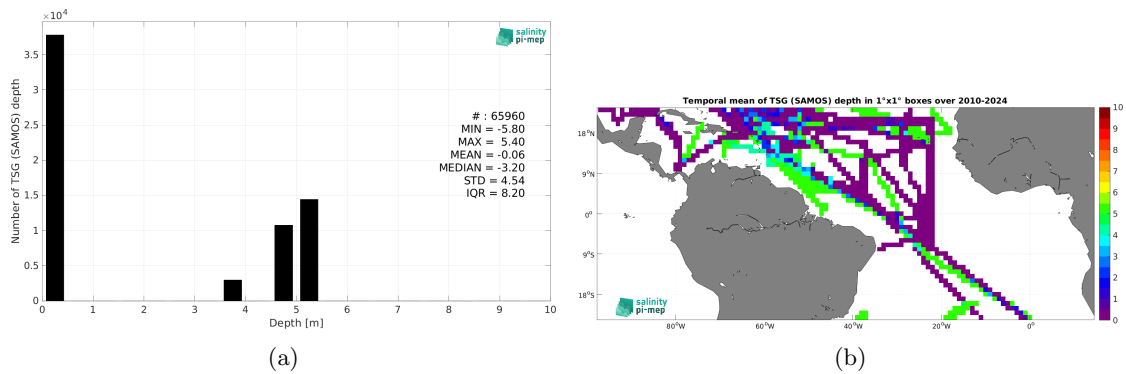 ×10⁴
3.5
3
2.5
2
1.5
1
0.5
0
0 1 2 3 4 5 6 7 8 9 10
Number of TSG (SAMOS) depth
Depth [m]
salinity
pi-mep
# : 65960
MIN = -5.80
MAX = 5.40
MEAN = -0.06
MEDIAN = -3.20
STD = 4.54
IQR = 8.20
(a)
Temporal mean of TSG (SAMOS) depth in 1°x1° boxes over 2010-2024
18°N
9°N
0°
9°S
18°S
80°W 60°W 40°W 20°W 0°
salinity
pi-mep
10
9
8
7
6
5
4
3
2
1
0
(b)